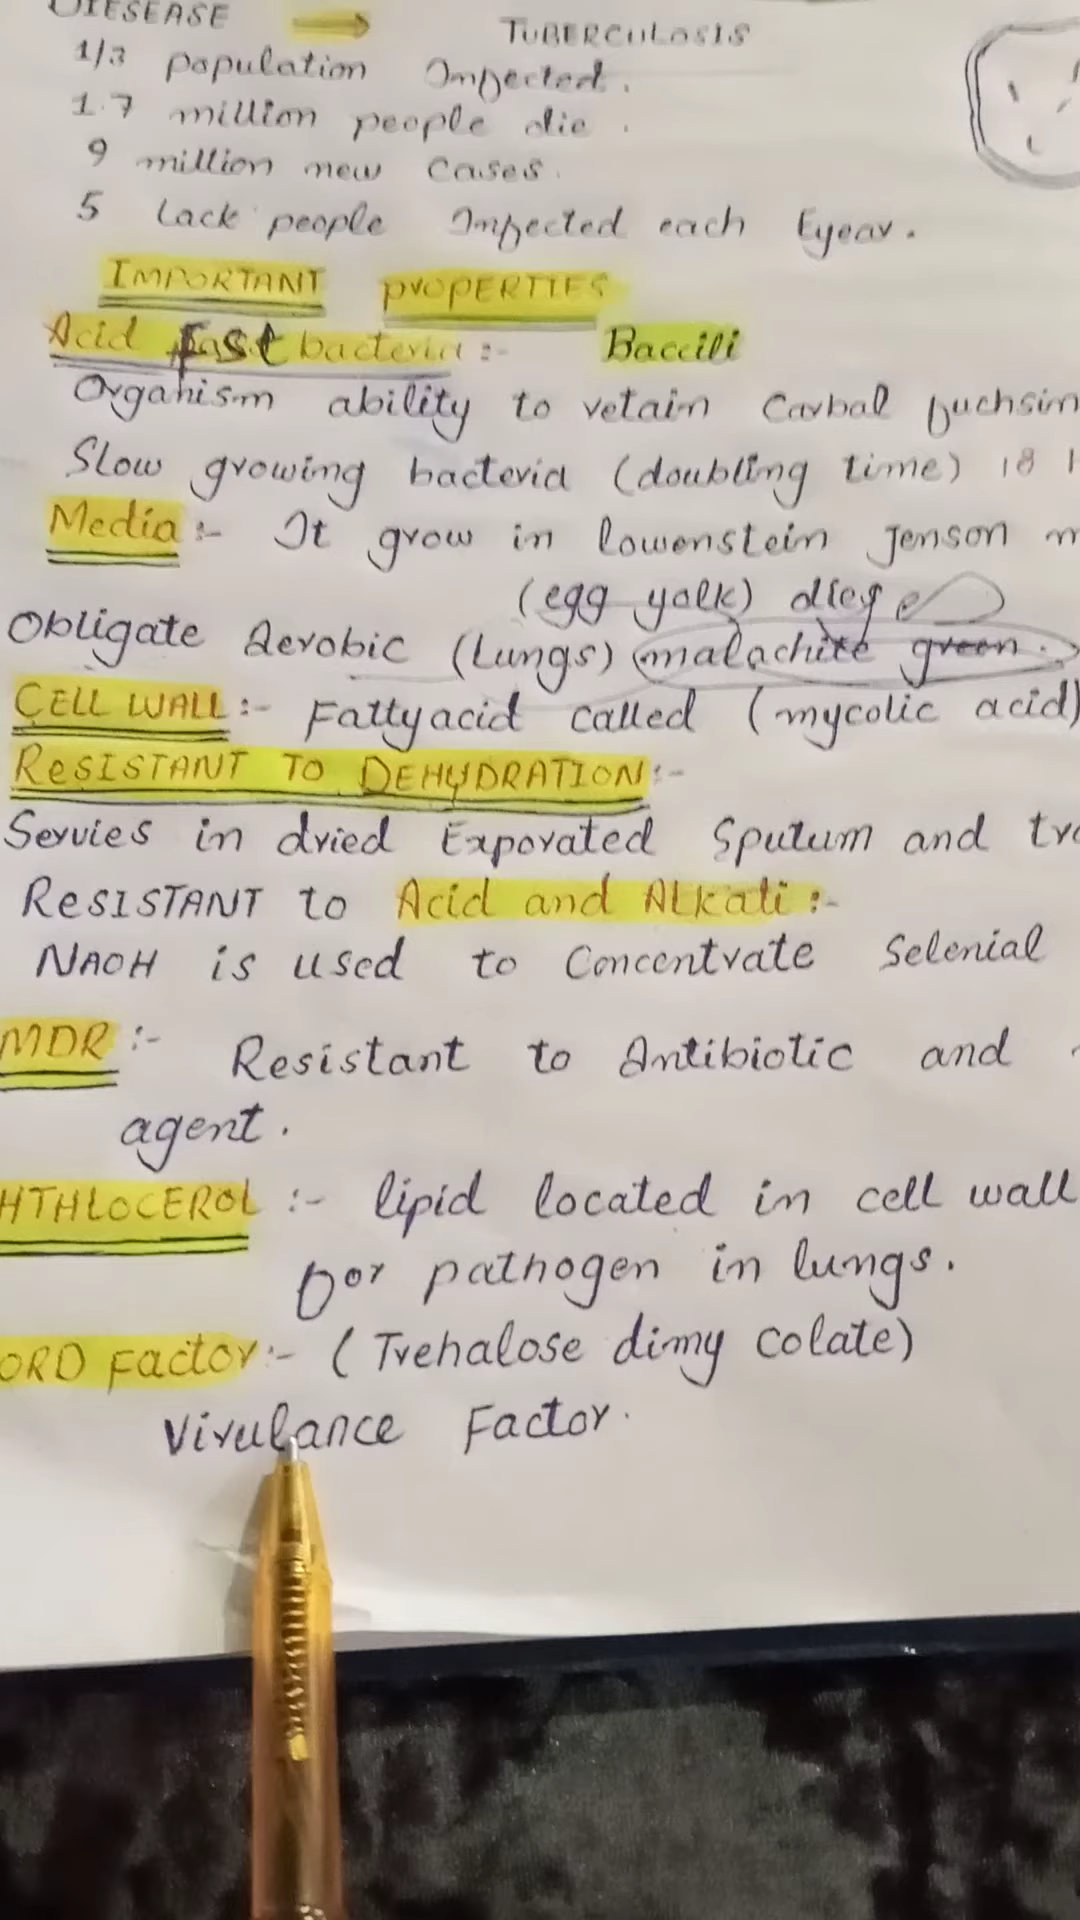 DIESEASE TUBERCULOSIS
1/3 population Infected.
1.7 million people die.
9 million new Cases.
5 Lack people Infected each Eyear.
IMPORTANT PROPERTIES
Acid Fast bacteria :- Baccili
Organism ability to retain Carbal fuchsin
Slow growing bacteria (doubling time) 18
Media :- It grow in lowenstein Jenson m
(egg yalk) dieye
Obligate Aerobic (Lungs) malachite green.
CELL WALL :- Fattyacid called (mycolic acid)
RESISTANT TO DEHYDRATION :-
Servies in dried Exporated Sputum and tra
RESISTANT to Acid and ALkali :-
NAOH is used to Concentrate Selenial
MDR :- Resistant to Antibiotic and
agent.
HTHLOCEROL :- lipid located in cell wall
for pathogen in lungs.
ORD Factor :- (Trehalose dimy colate)
Virulance Factor.